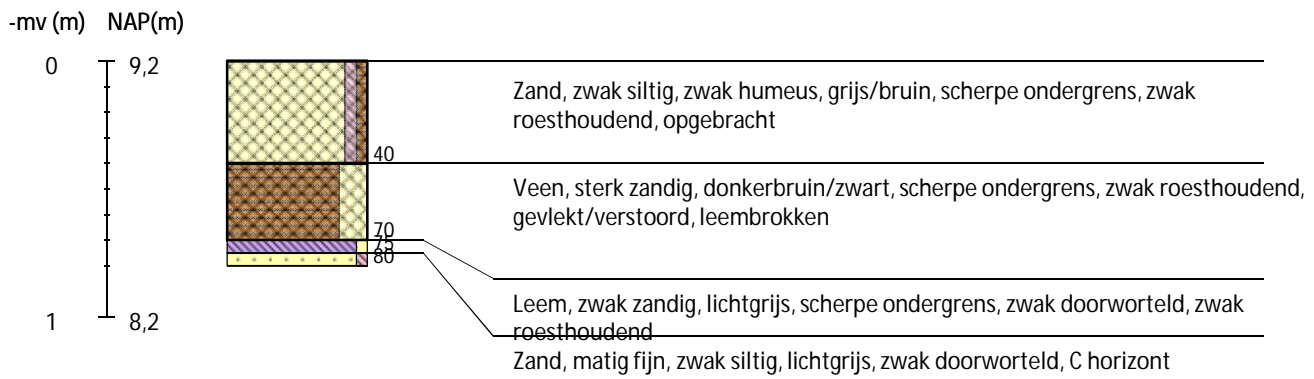 -mv (m) NAP(m)
0 9,2
Zand, zwak siltig, zwak humeus, grijs/bruin, scherpe ondergrens, zwak
roesthoudend, opgebracht
40
Veen, sterk zandig, donkerbruin/zwart, scherpe ondergrens, zwak roesthoudend,
gevlekt/verstoord, leembrokken
70
75
80
Leem, zwak zandig, lichtgrijs, scherpe ondergrens, zwak doorworteld, zwak
roesthoudend
1 8,2
Zand, matig fijn, zwak siltig, lichtgrijs, zwak doorworteld, C horizont